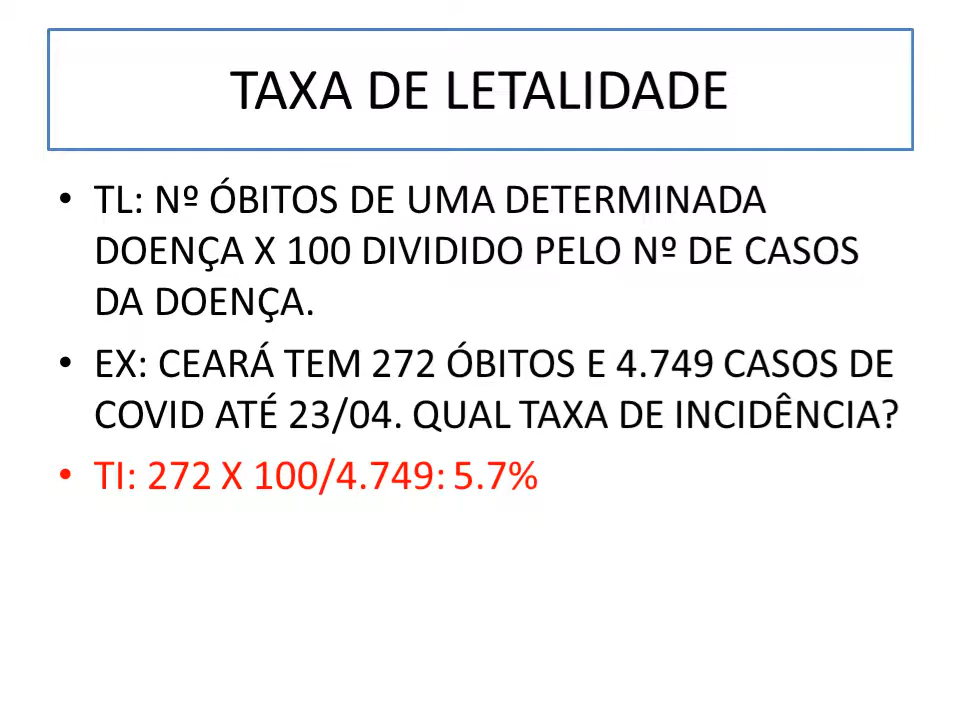 TAXA DE LETALIDADE
• TL: Nº ÓBITOS DE UMA DETERMINADA
DOENÇA X 100 DIVIDIDO PELO Nº DE CASOS
DA DOENÇA.
• EX: CEARÁ TEM 272 ÓBITOS E 4.749 CASOS DE
COVID ATÉ 23/04. QUAL TAXA DE INCIDÊNCIA?
• TI: 272 X 100/4.749: 5.7%